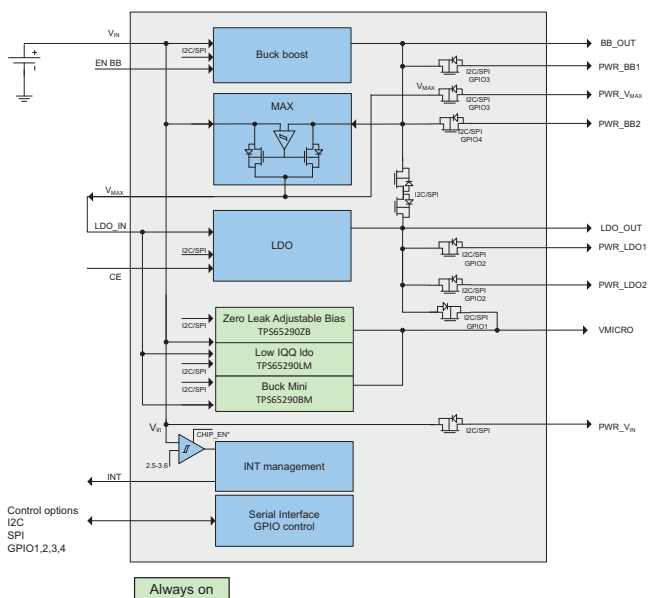 VIN
I2C/SPI
Buck boost
BB_OUT
EN BB
I2C/SPI
GPIO3
PWR_BB1
MAX
VMAX
I2C/SPI
GPIO3
PWR_VMAX
I2C/SPI
GPIO4
PWR_BB2
VMAX
I2C/SPI
LDO_IN
I2C/SPI
LDO
LDO_OUT
CE
I2C/SPI
GPIO2
PWR_LDO1
I2C/SPI
GPIO2
PWR_LDO2
I2C/SPI
Zero Leak Adjustable Bias
TPS65290ZB
I2C/SPI
GPIO1
VMICRO
Low IQQ ldo
TPS65290LM
I2C/SPI
Buck Mini
TPS65290BM
I2C/SPI
Vin
CHIP_EN"
I2C/SPI
PWR_VIN
2.5-3.6
INT management
INT
Control options
I2C
SPI
GPIO1,2,3,4
Serial Interface
GPIO control
Always on